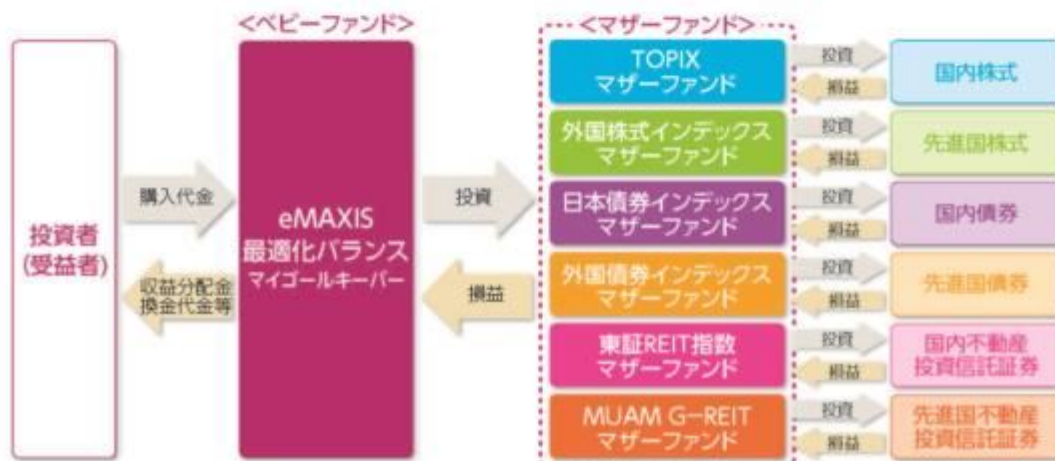 <ベビーファンド>
<マザーファンド>
投資者
(受益者)
購入代金
収益分配金
換金代金等
eMAXIS
最適化バランス
マイゴールキーパー
投資
損益
TOPIX
マザーファンド
投資
損益
国内株式
外国株式インデックス
マザーファンド
投資
損益
先進国株式
日本債券インデックス
マザーファンド
投資
損益
国内債券
外国債券インデックス
マザーファンド
投資
損益
先進国債券
東証REIT指数
マザーファンド
投資
損益
国内不動産
投資信託証券
MUAM G-REIT
マザーファンド
投資
損益
先進国不動産
投資信託証券